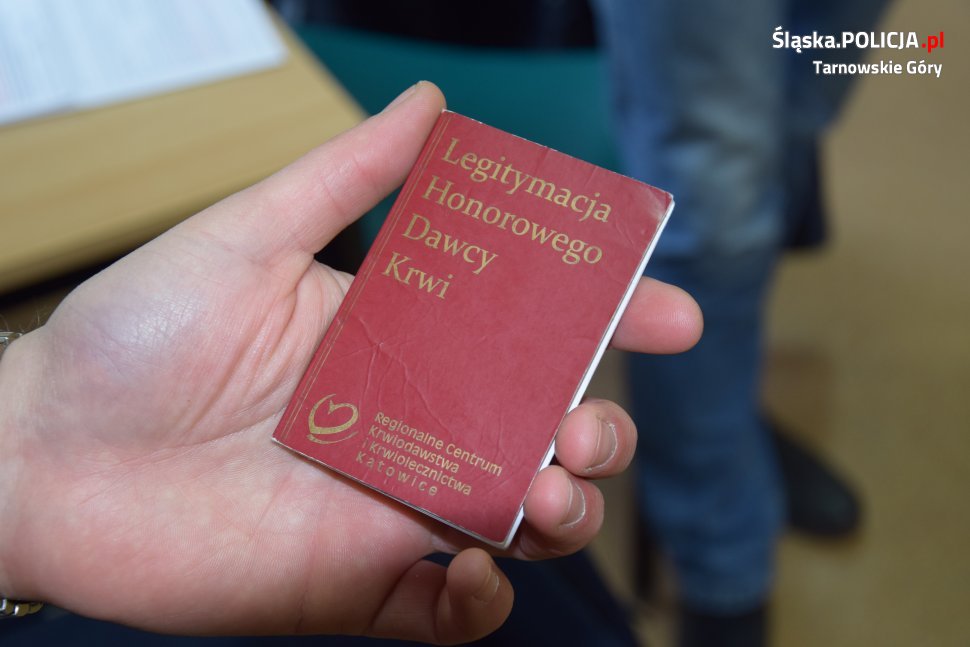 Śląska.POLICJA.pl
Tarnowskie Góry
Legitymacja
Honorowego
Dawcy
Krwi
Regionalne Centrum
Krwiodawstwa
i Krwiolecznictwa
Katowice